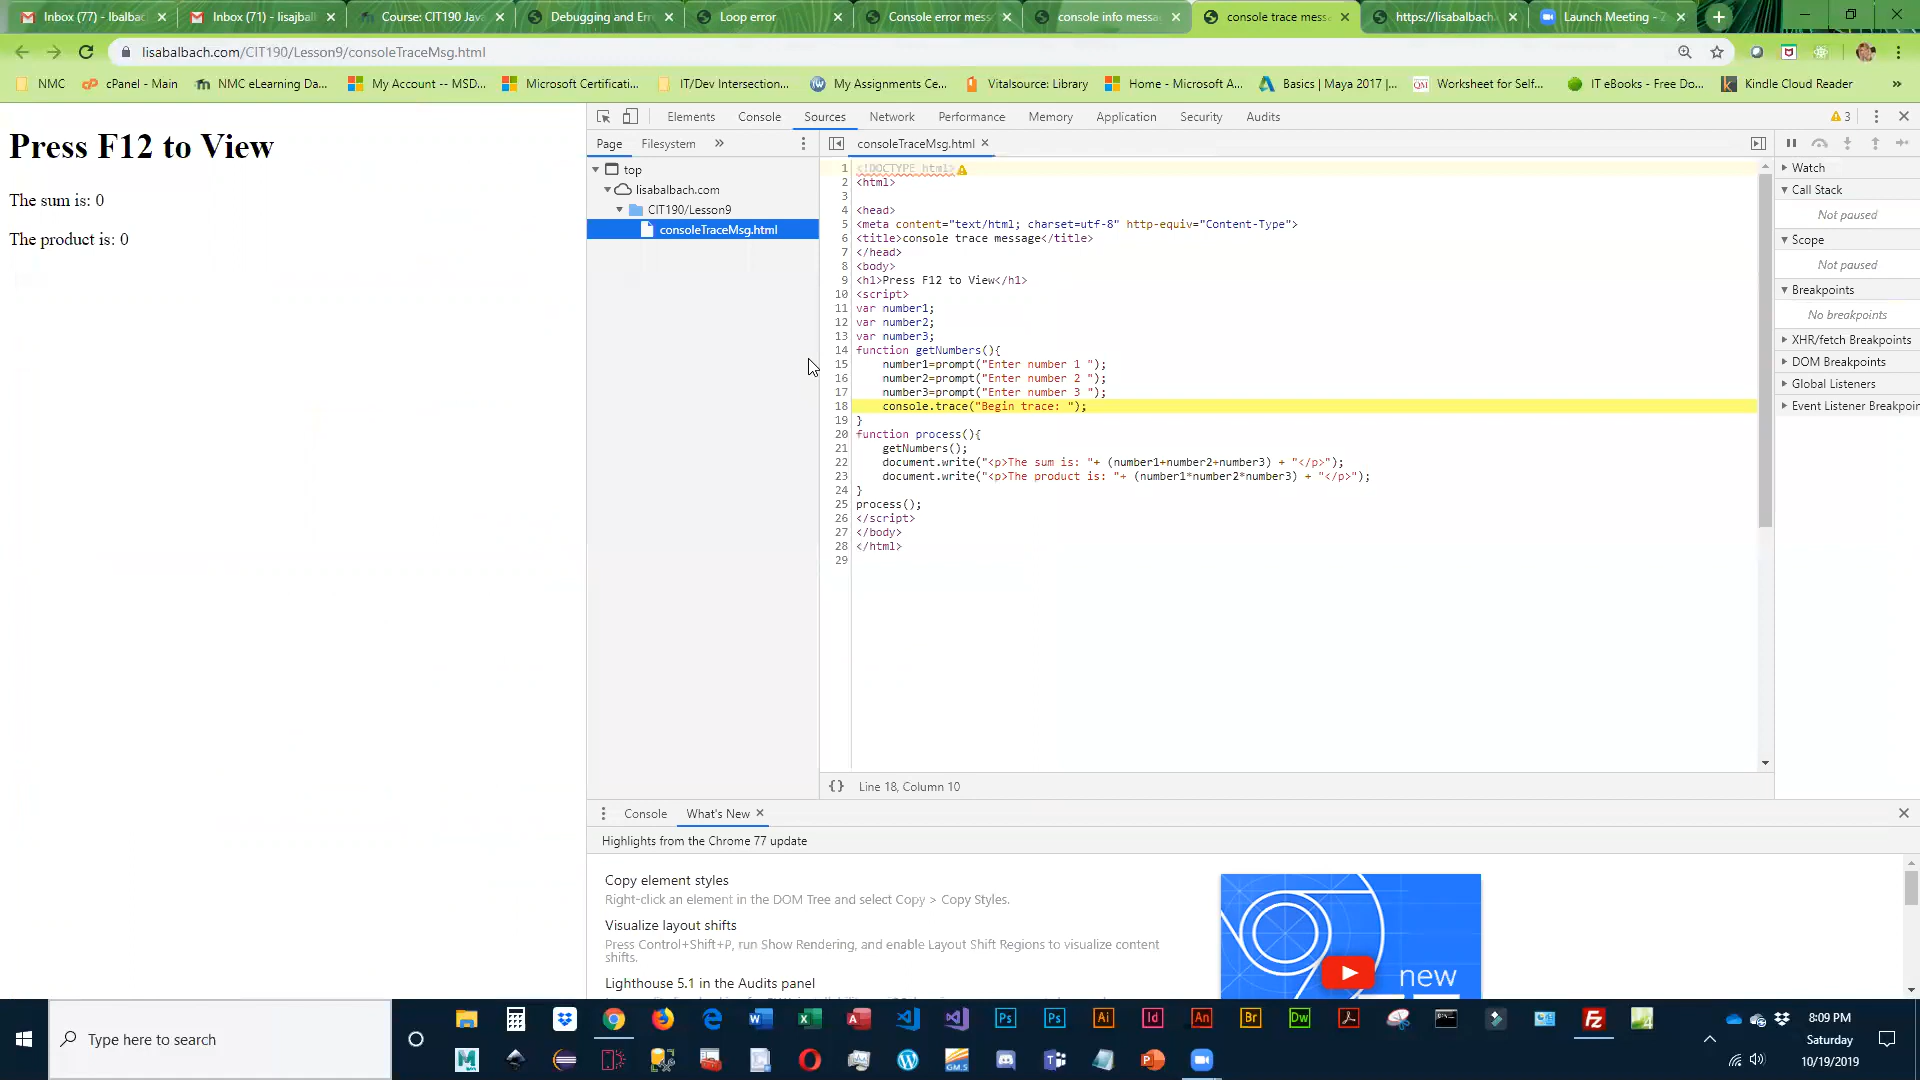 Inbox (77) - lbalbac
Inbox (71) - lisajball
Course: CIT190 Java
Debugging and Err
Loop error
Console error mess
console info messa
console trace mess
https://lisabalbach.
Launch Meeting - Z
lisabalbach.com/CIT190/Lesson9/consoleTraceMsg.html
NMC
cPanel - Main
NMC eLearning Da...
My Account -- MSD...
Microsoft Certificati...
IT/Dev Intersection...
My Assignments Ce...
Vitalsource: Library
Home - Microsoft A...
Basics | Maya 2017 |...
Worksheet for Self...
IT eBooks - Free Do...
Kindle Cloud Reader
»
Press F12 to View
The sum is: 0
The product is: 0
Elements Console Sources Network Performance Memory Application Security Audits
3
Page Filesystem »
consoleTraceMsg.html
top
lisabalbach.com
CIT190/Lesson9
consoleTraceMsg.html
1 <!DOCTYPE html>
2 <html>
3
4 <head>
5 <meta content="text/html; charset=utf-8" http-equiv="Content-Type">
6 <title>console trace message</title>
7 </head>
8 <body>
9 <h1>Press F12 to View</h1>
10 <script>
11 var number1;
12 var number2;
13 var number3;
14 function getNumbers(){
15 number1=prompt("Enter number 1 ");
16 number2=prompt("Enter number 2 ");
17 number3=prompt("Enter number 3 ");
18 console.trace("Begin trace: ");
19 }
20 function process(){
21 getNumbers();
22 document.write("<p>The sum is: "+ (number1+number2+number3) + "</p>");
23 document.write("<p>The product is: "+ (number1*number2*number3) + "</p>");
24 }
25 process();
26 </script>
27 </body>
28 </html>
29
{} Line 18, Column 10
Watch
Call Stack
Not paused
Scope
Not paused
Breakpoints
No breakpoints
XHR/fetch Breakpoints
DOM Breakpoints
Global Listeners
Event Listener Breakpoin
Console What's New
Highlights from the Chrome 77 update
Copy element styles
Right-click an element in the DOM Tree and select Copy > Copy Styles.
Visualize layout shifts
Press Control+Shift+P, run Show Rendering, and enable Layout Shift Regions to visualize content
shifts.
Lighthouse 5.1 in the Audits panel
new
Type here to search
8:09 PM
Saturday
10/19/2019